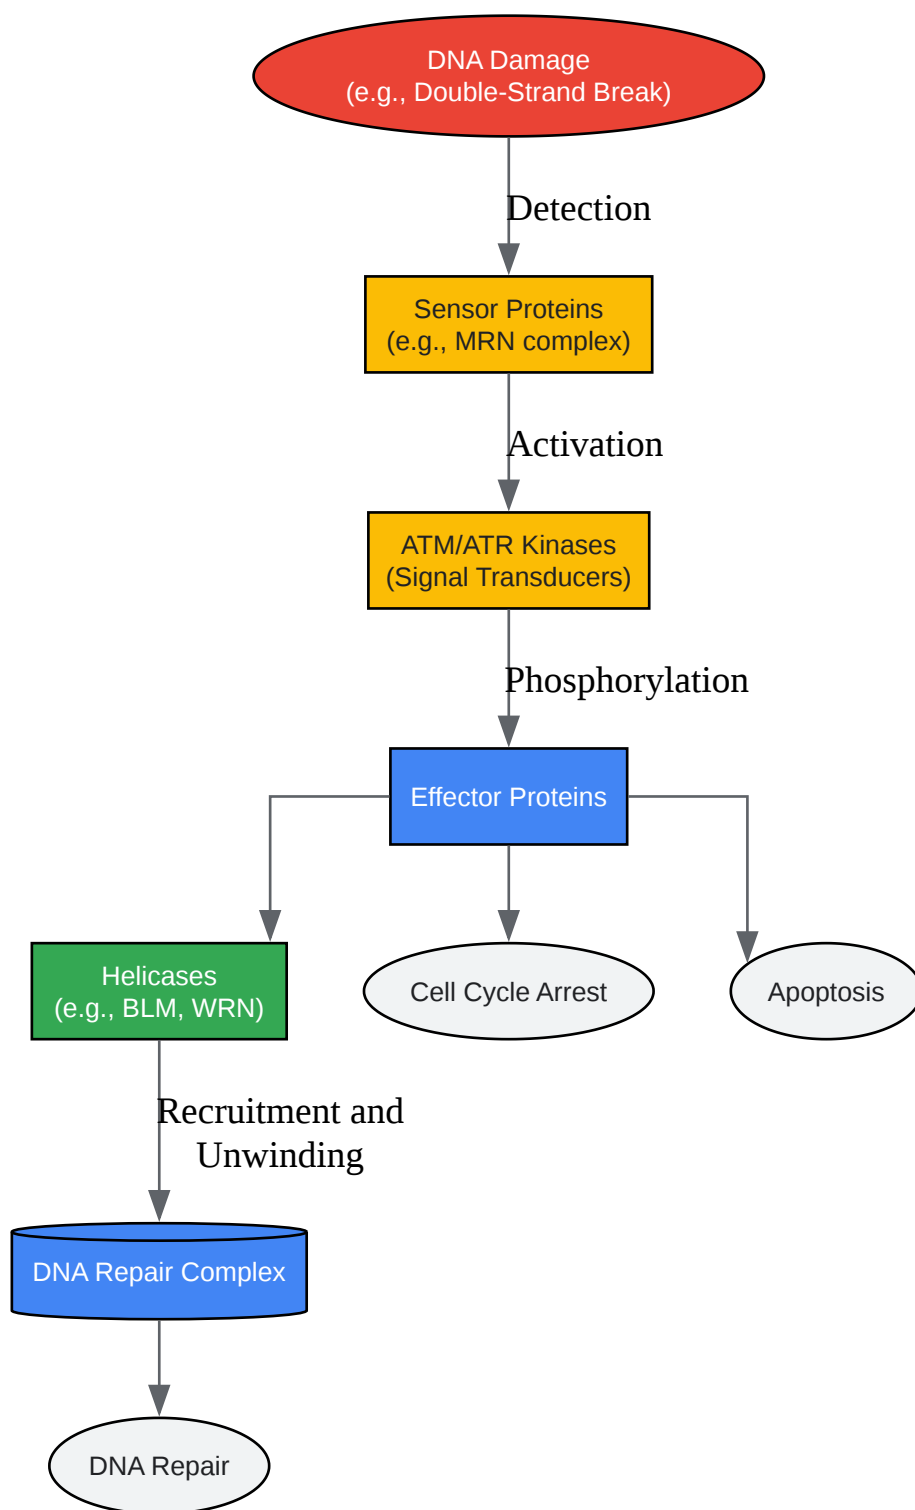 DNA Damage
(e.g., Double-Strand Break)
Detection
Sensor Proteins
(e.g., MRN complex)
Activation
ATM/ATR Kinases
(Signal Transducers)
Phosphorylation
Effector Proteins
Helicases
(e.g., BLM, WRN)
Cell Cycle Arrest
Apoptosis
Recruitment and
Unwinding
DNA Repair Complex
DNA Repair